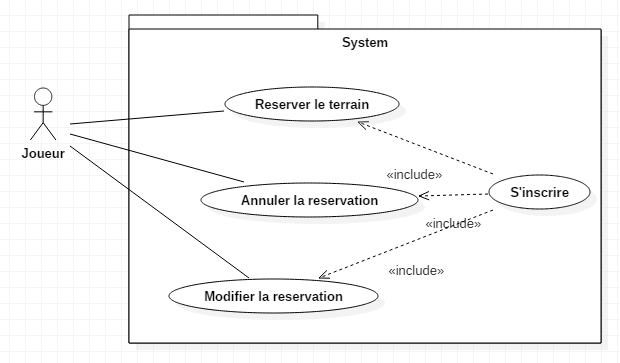 System
Reserver le terrain
Joueur
«include»
S'inscrire
Annuler la reservation
«include»
«include»
Modifier la reservation